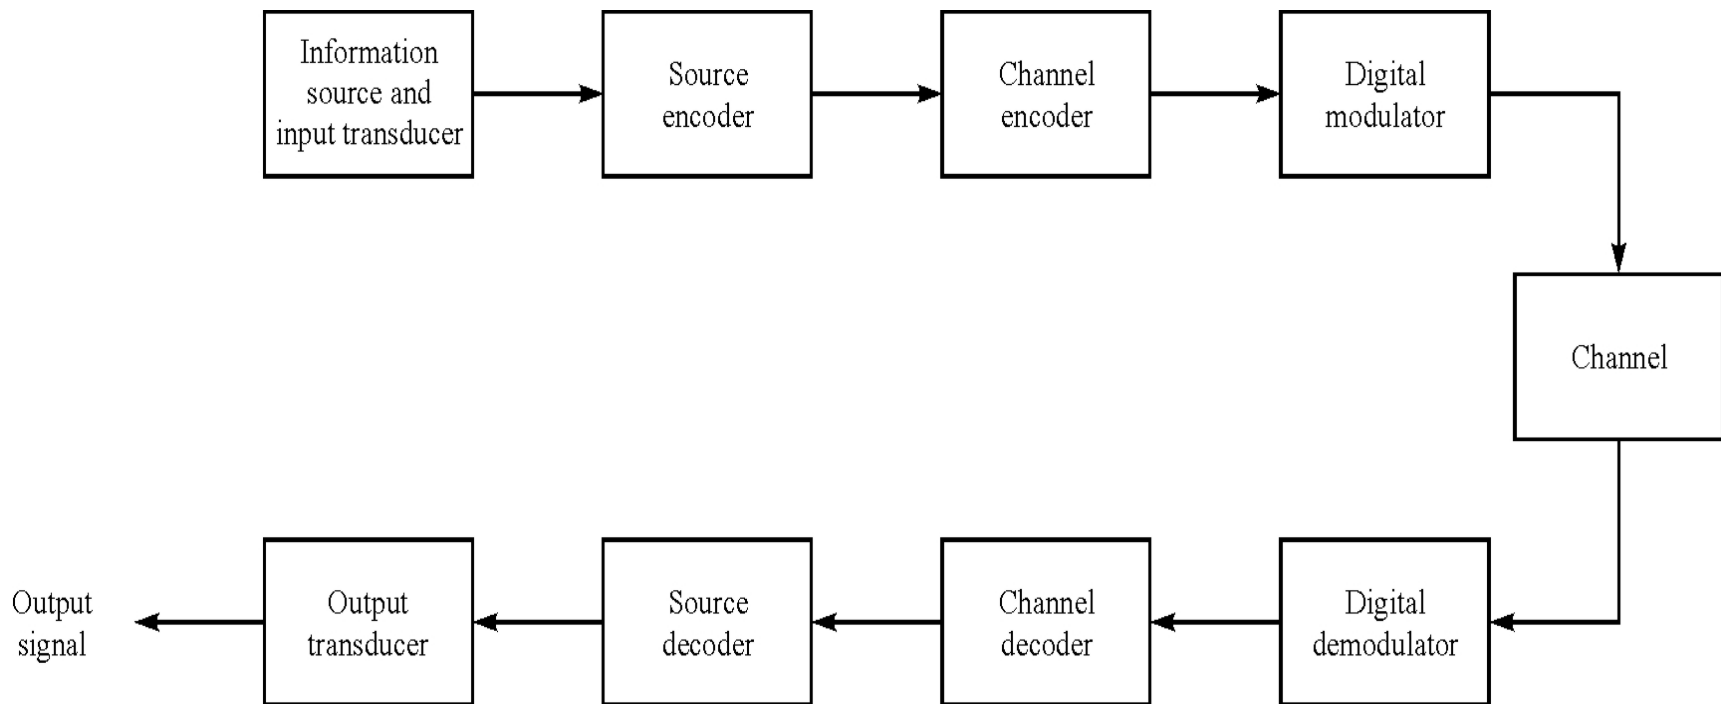 Information
source and
input transducer
Source
encoder
Channel
encoder
Digital
modulator
Channel
Output
signal
Output
transducer
Source
decoder
Channel
decoder
Digital
demodulator